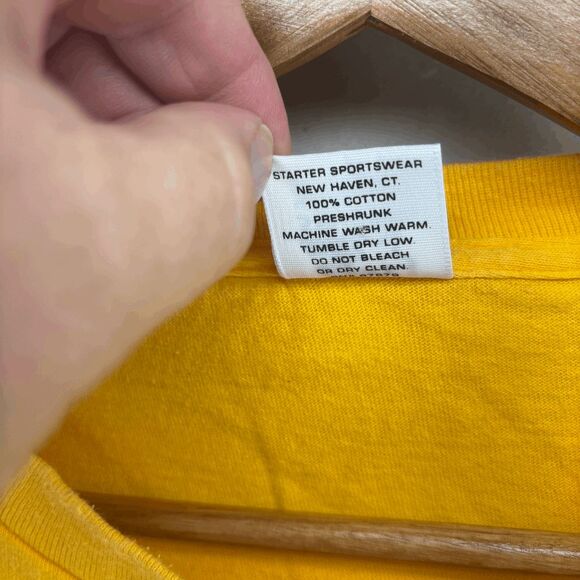 STARTER SPORTSWEAR
NEW HAVEN, CT.
100% COTTON
PRESHRUNK
MACHINE WASH WARM.
TUMBLE DRY LOW.
DO NOT BLEACH
OR DRY CLEAN.